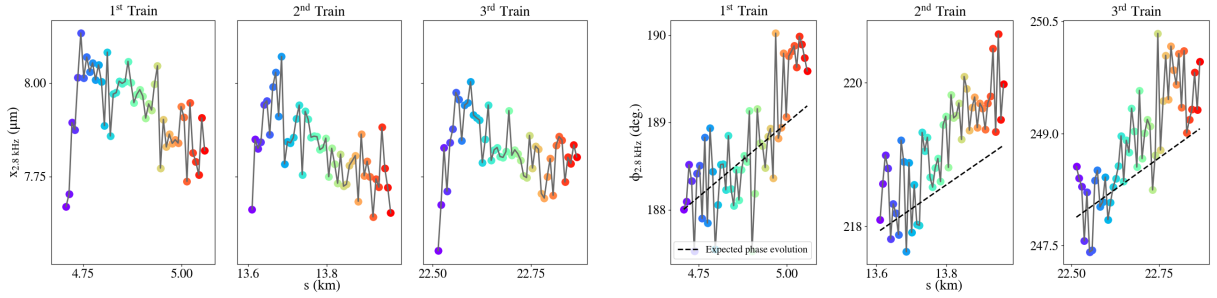 1st Train
2nd Train
3rd Train
1st Train
2nd Train
3rd Train
x2.8 kHz (μm)
8.00
7.75
4.75
5.00
13.6
13.8
22.50
22.75
s (km)
ϕ2.8 kHz (deg.)
190
189
188
220
218
250.5
249.0
247.5
Expected phase evolution
4.75
5.00
13.6
13.8
22.50
22.75
s (km)